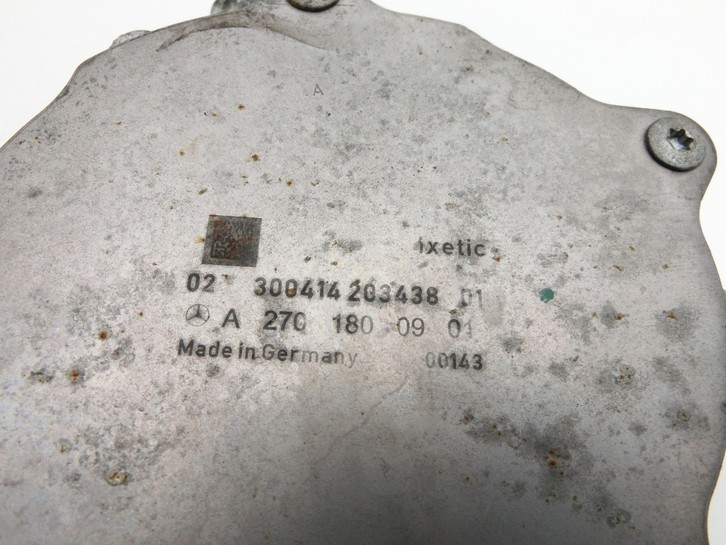 A
ixetic
02 300414 203438 01
A 270 180 09 01
Made in Germany 00143